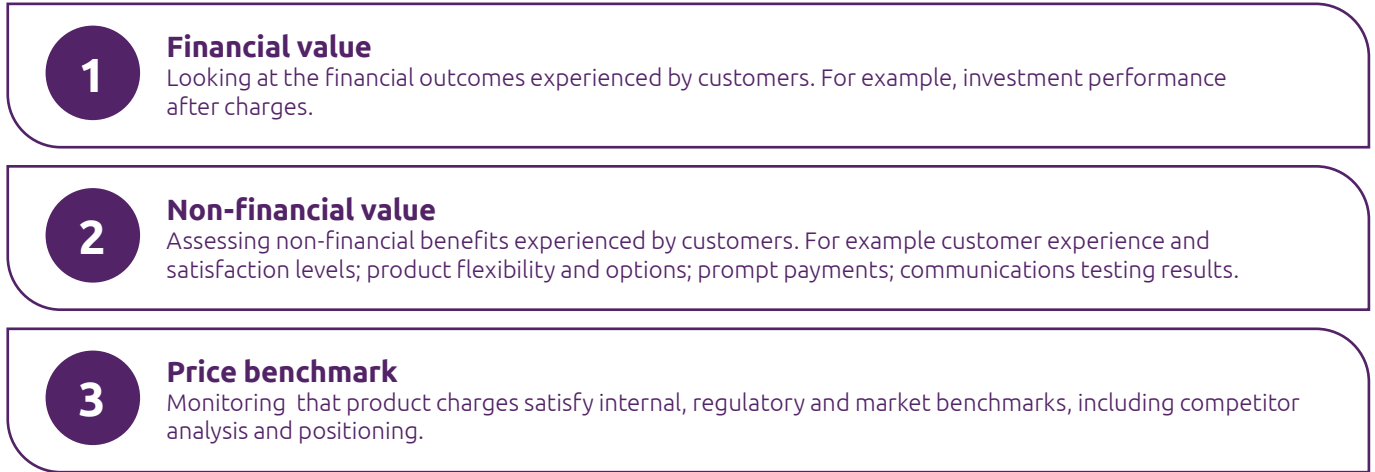 1
Financial value
Looking at the financial outcomes experienced by customers. For example, investment performance
after charges.
2
Non-financial value
Assessing non-financial benefits experienced by customers. For example customer experience and
satisfaction levels; product flexibility and options; prompt payments; communications testing results.
3
Price benchmark
Monitoring  that product charges satisfy internal, regulatory and market benchmarks, including competitor
analysis and positioning.